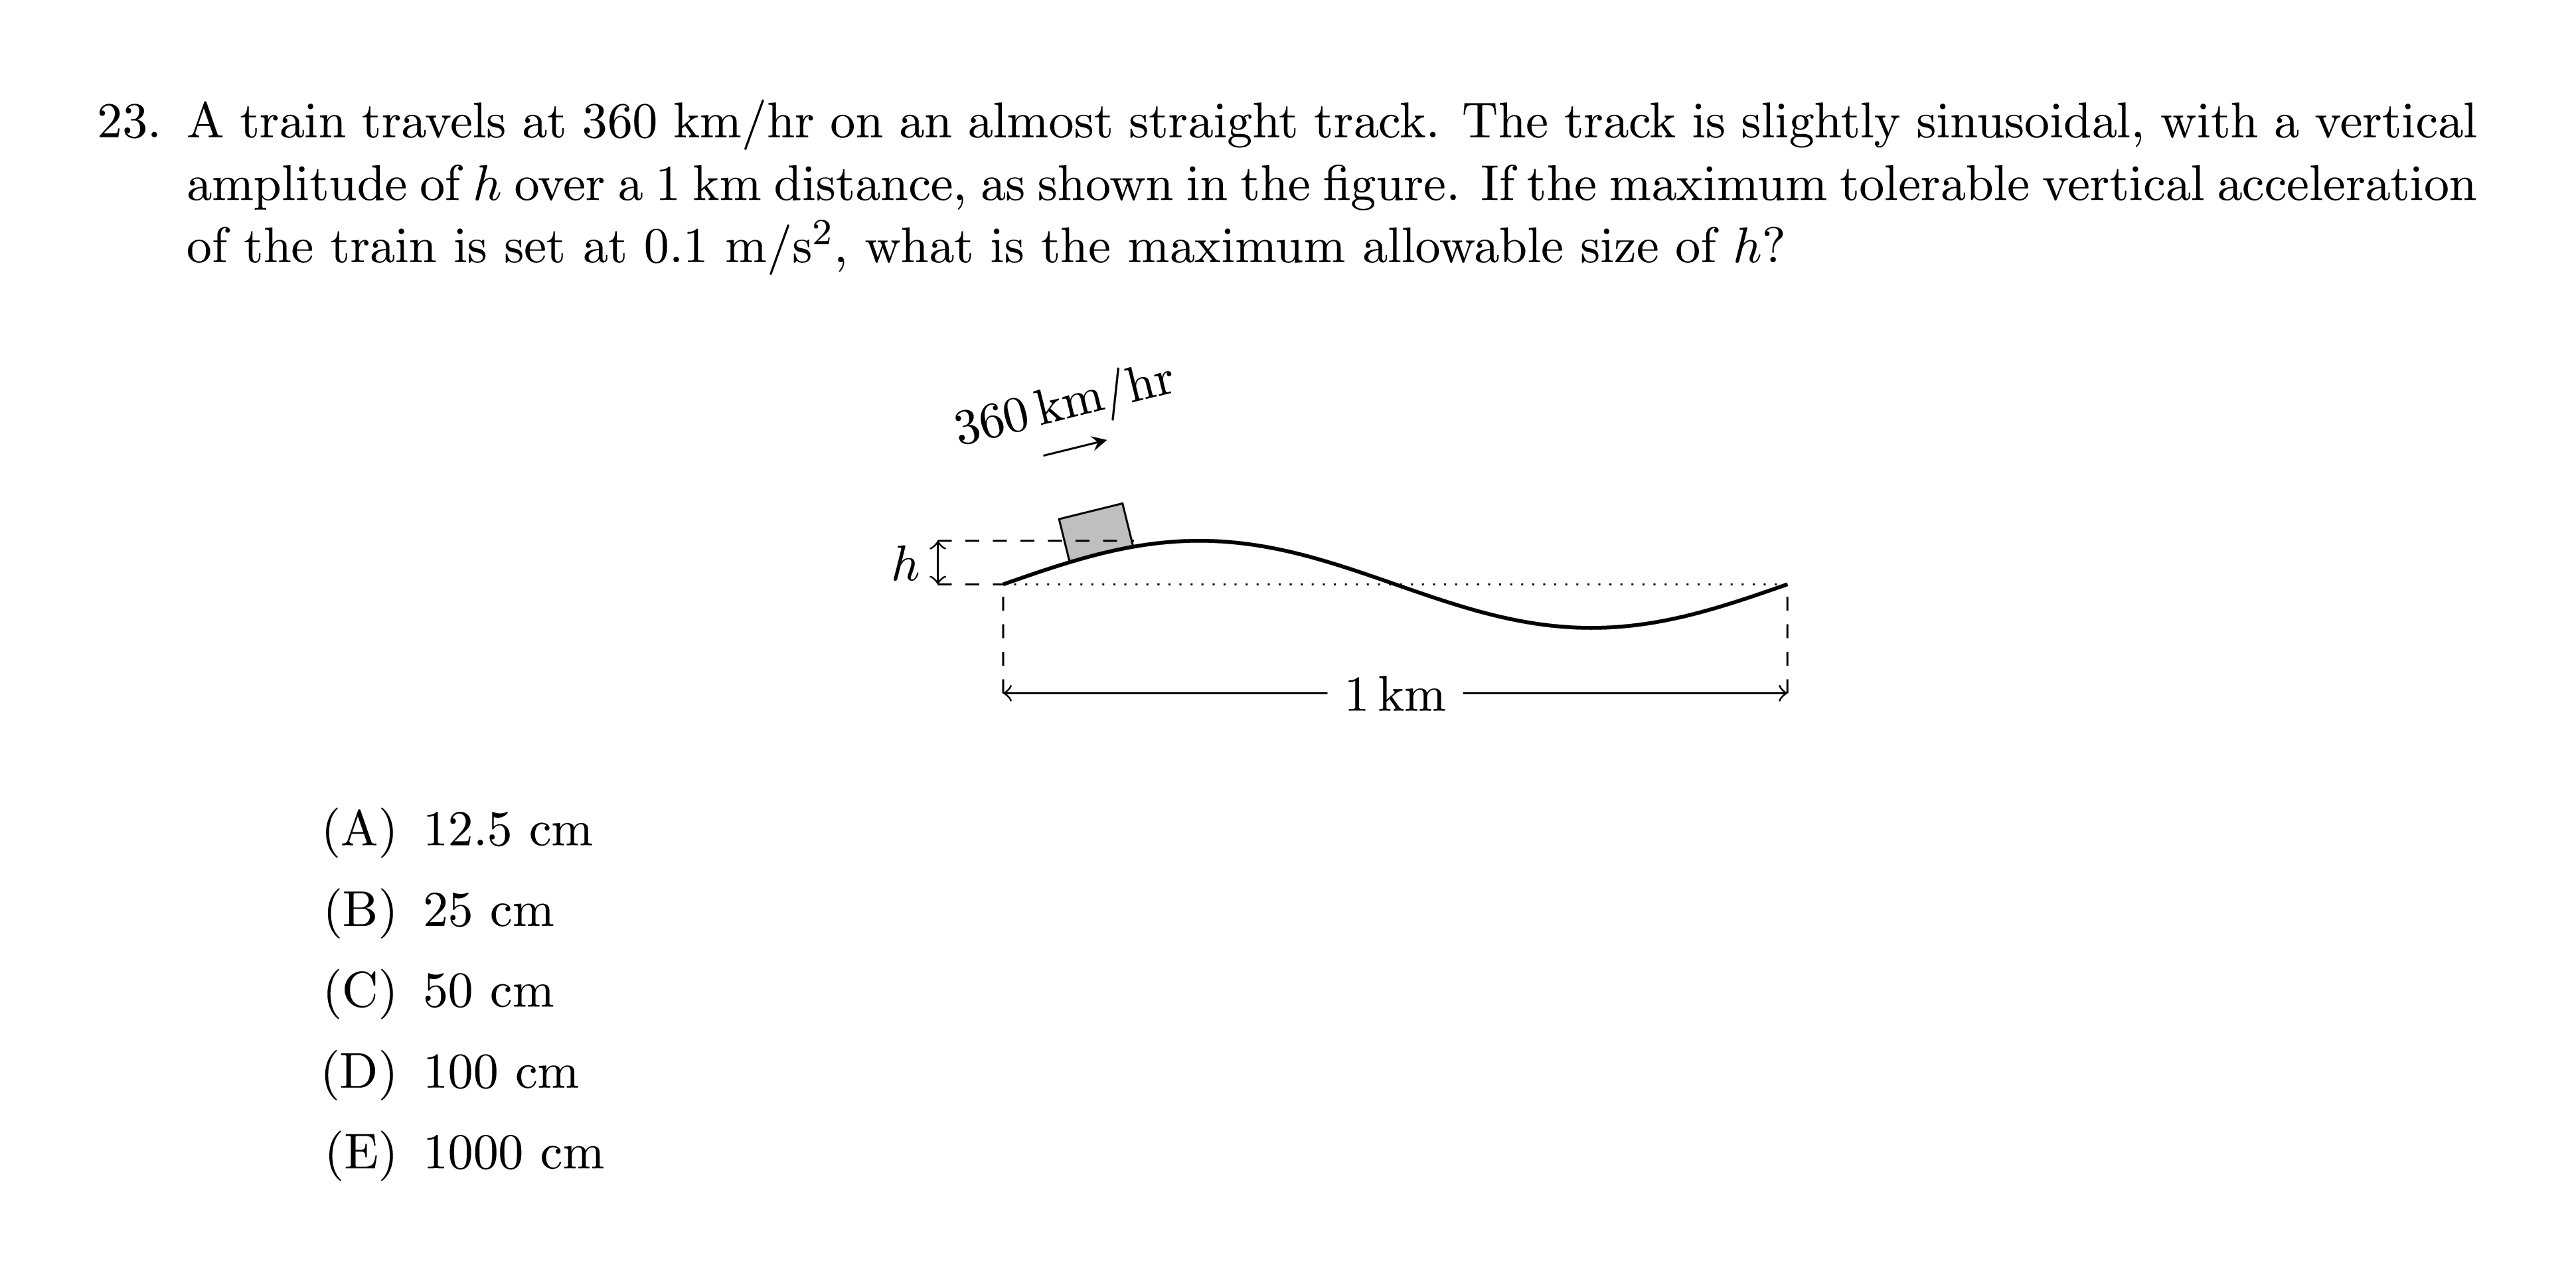 23. A train travels at 360 km/hr on an almost straight track. The track is slightly sinusoidal, with a vertical
amplitude of h over a 1 km distance, as shown in the figure. If the maximum tolerable vertical acceleration
of the train is set at 0.1 m/s², what is the maximum allowable size of h?
360 km/hr
h
1 km
(A) 12.5 cm
(B) 25 cm
(C) 50 cm
(D) 100 cm
(E) 1000 cm